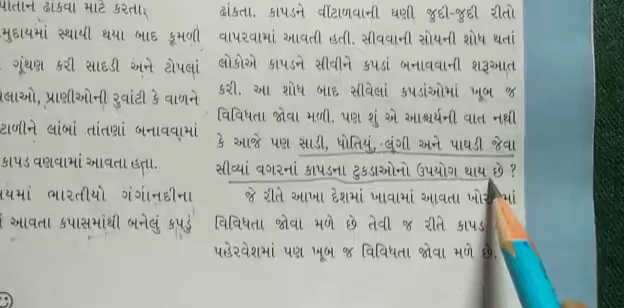 પોતાને ઢાંકવા માટે કરતા.
મુદાયમાં સ્થાયી થયા બાદ કૂમળી
ગૂંથણ કરી સાદડી અને ટોપલાં
પ્રાણીઓની રુવાંટી કે વાળને
લાંબાં તાંતણાં બનાવવામાં
કાપડ વણવામાં આવતા હતા.
ભારતીયો ગંગાનદીના
આવતા કપાસમાંથી બનેલું કપડું
ઢાંકતા. કાપડને વીંટાળવાની ઘણી જુદી-જુદી રીતો
વાપરવામાં આવતી હતી. સીવવાની સોયની શોધ થતાં
લોકોએ કાપડને સીવીને કપડાં બનાવવાની શરૂઆત
કરી. આ શોધ બાદ સીવેલાં કપડાંઓમાં ખૂબ જ
વિવિધતા જોવા મળી. પણ શું એ આશ્ચર્યની વાત નથી
કે આજે પણ સાડી, ધોતિયું, લુંગી અને પાઘડી જેવા
સીવ્યાં વગરનાં કાપડના ટુકડાઓનો ઉપયોગ થાય છે ?
જે રીતે આખા દેશમાં ખાવામાં આવતા
વિવિધતા જોવા મળે છે તેવી જ રીતે કાપડ
પહેરવેશમાં પણ ખૂબ જ વિવિધતા જોવા મળે છે.